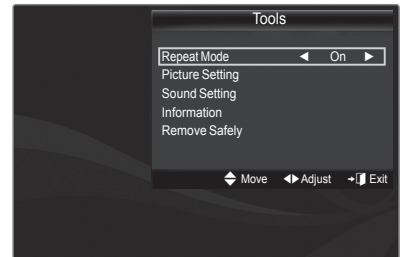 Tools
Repeat Mode ◀ On ▶
Picture Setting
Sound Setting
Information
Remove Safely
Move Adjust Exit